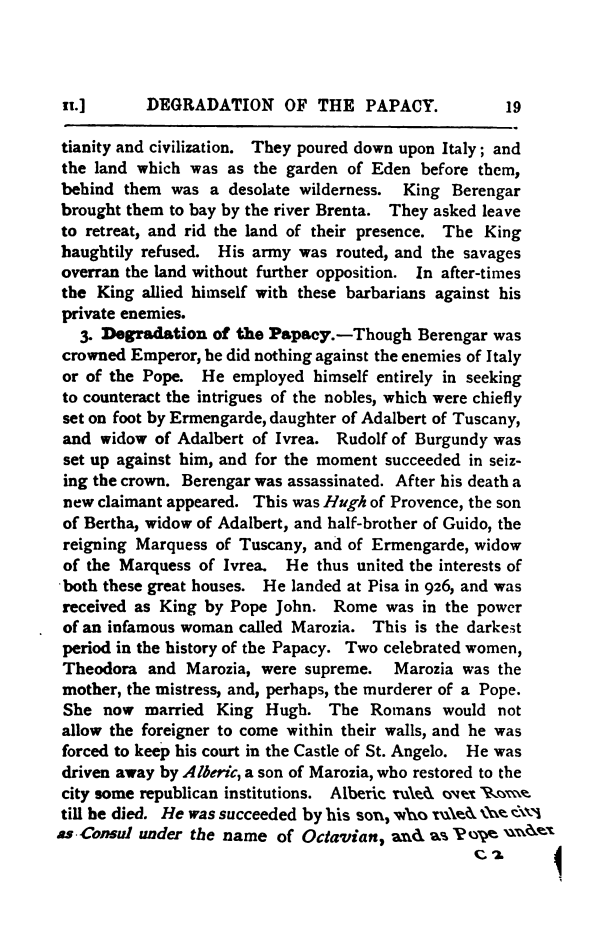 II.] DEGRADATION OF THE PAPACY. 19
tianity and civilization. They poured down upon Italy; and
the land which was as the garden of Eden before them,
behind them was a desolate wilderness. King Berengar
brought them to bay by the river Brenta. They asked leave
to retreat, and rid the land of their presence. The King
haughtily refused. His army was routed, and the savages
overran the land without further opposition. In after-times
the King allied himself with these barbarians against his
private enemies.
3. Degradation of the Papacy.—Though Berengar was
crowned Emperor, he did nothing against the enemies of Italy
or of the Pope. He employed himself entirely in seeking
to counteract the intrigues of the nobles, which were chiefly
set on foot by Ermengarde, daughter of Adalbert of Tuscany,
and widow of Adalbert of Ivrea. Rudolf of Burgundy was
set up against him, and for the moment succeeded in seiz-
ing the crown. Berengar was assassinated. After his death a
new claimant appeared. This was Hugh of Provence, the son
of Bertha, widow of Adalbert, and half-brother of Guido, the
reigning Marquess of Tuscany, and of Ermengarde, widow
of the Marquess of Ivrea. He thus united the interests of
both these great houses. He landed at Pisa in 926, and was
received as King by Pope John. Rome was in the power
of an infamous woman called Marozia. This is the darkest
period in the history of the Papacy. Two celebrated women,
Theodora and Marozia, were supreme. Marozia was the
mother, the mistress, and, perhaps, the murderer of a Pope.
She now married King Hugh. The Romans would not
allow the foreigner to come within their walls, and he was
forced to keep his court in the Castle of St. Angelo. He was
driven away by Alberic, a son of Marozia, who restored to the
city some republican institutions. Alberic ruled over Rome
till he died. He was succeeded by his son, who ruled the city
as Consul under the name of Octavian, and as Pope under
C 2